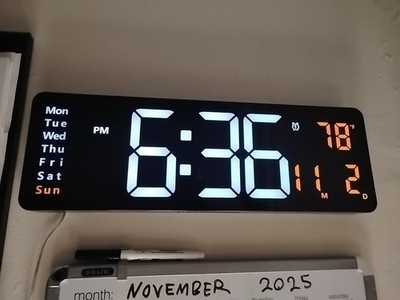 Mon
Tue
Wed
Thu
Fri
Sat
Sun
PM
6:36
78°F
11 M 2 D
month: NOVEMBER 2025